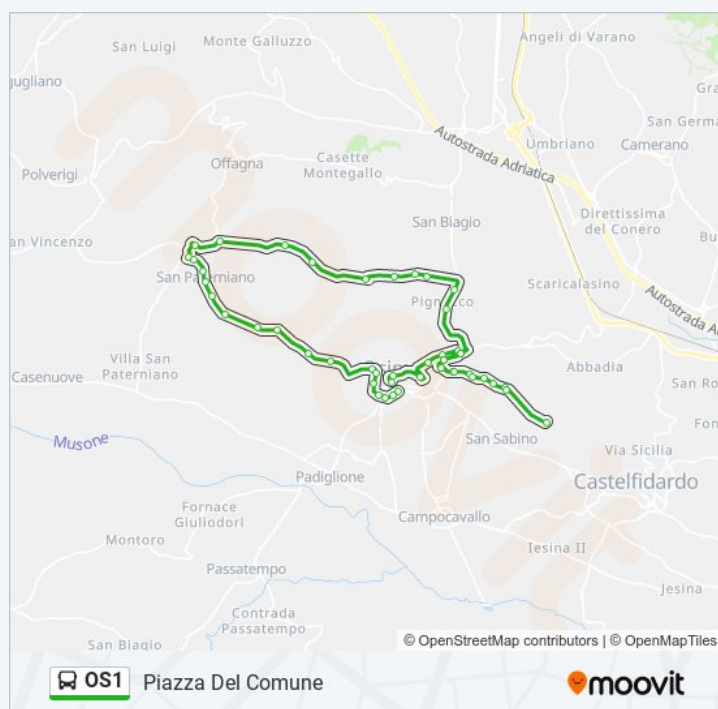 San Luigi
Monte Galluzzo
Angeli di Varano
gugliano
Gra
San Germa
Autostrada Adriatica
Umbriano
Camerano
Casette
Montegallo
Offagna
Polverigi
Direttissima
del Conero
San Biagio
an Vincenzo
Bu
San Paterniano
Scaricalasino
Autostrada Ad
Villa San
Paterniano
Abbadia
Casenuove
San Ro
Fon
Musone
San Sabino
Via Sicilia
Padiglione
Castelfidardo
Fornace
Giuliodori
Campocavallo
Montoro
Iesina II
Passatempo
Jesina
Contrada
Passatempo
San Biagio
© OpenStreetMap contributors | © OpenMapTiles
OS1 Piazza Del Comune
moovit